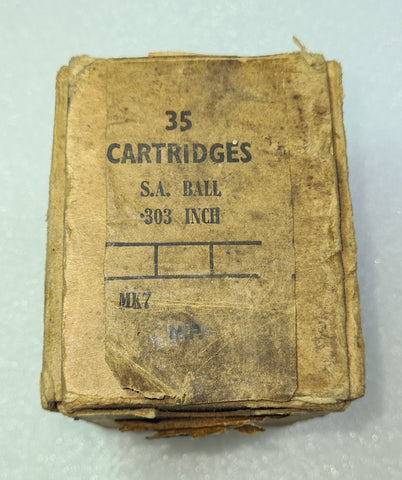 35
CARTRIDGES
S.A. BALL
.303 INCH
MK7